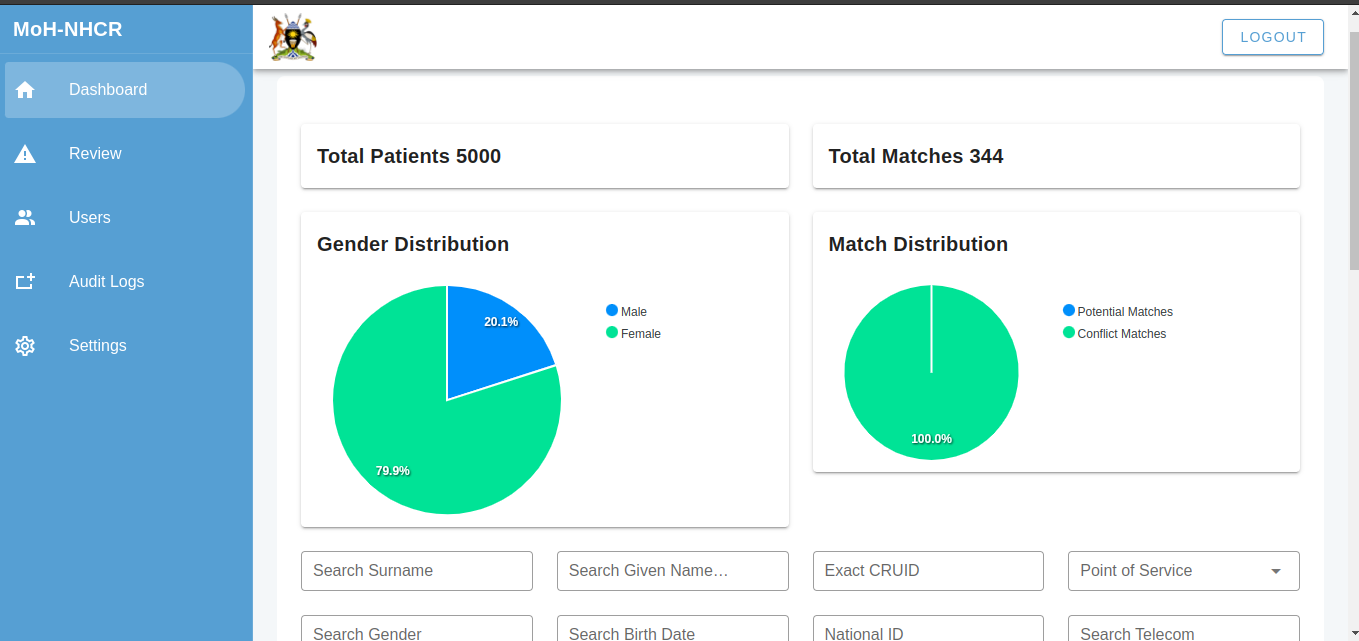 MoH-NHCR
LOGOUT
Dashboard
Review
Users
Audit Logs
Settings
Total Patients 5000
Total Matches 344
Gender Distribution
20.1%
79.9%
Male
Female
Match Distribution
100.0%
Potential Matches
Conflict Matches
Search Surname
Search Given Name…
Exact CRUID
Point of Service
Search Gender
Search Birth Date
National ID
Search Telecom